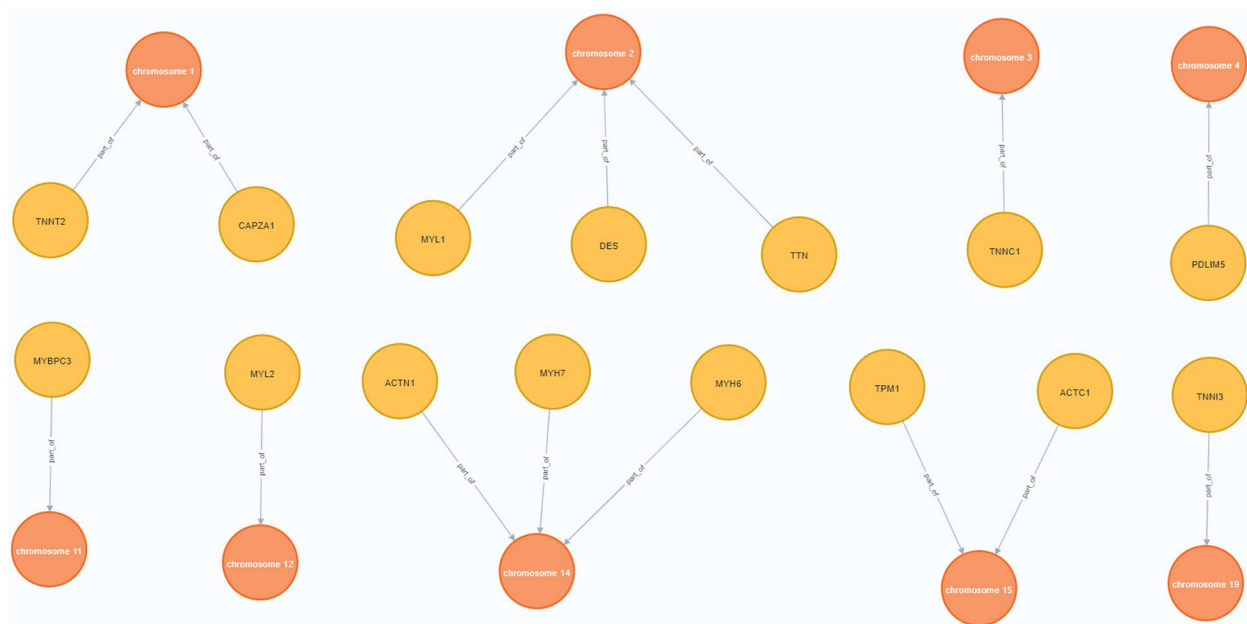 chromosome 1
chromosome 2
chromosome 3
chromosome 4
part_of
part_of
part_of
part_of
part_of
part_of
part_of
TNNT2
CAPZA1
MYL1
DES
TTN
TNNC1
PDLIM5
MYBPC3
MYL2
ACTN1
MYH7
MYH6
TPM1
ACTC1
TNNI3
part_of
part_of
part_of
part_of
part_of
part_of
part_of
part_of
chromosome 11
chromosome 12
chromosome 14
chromosome 15
chromosome 19